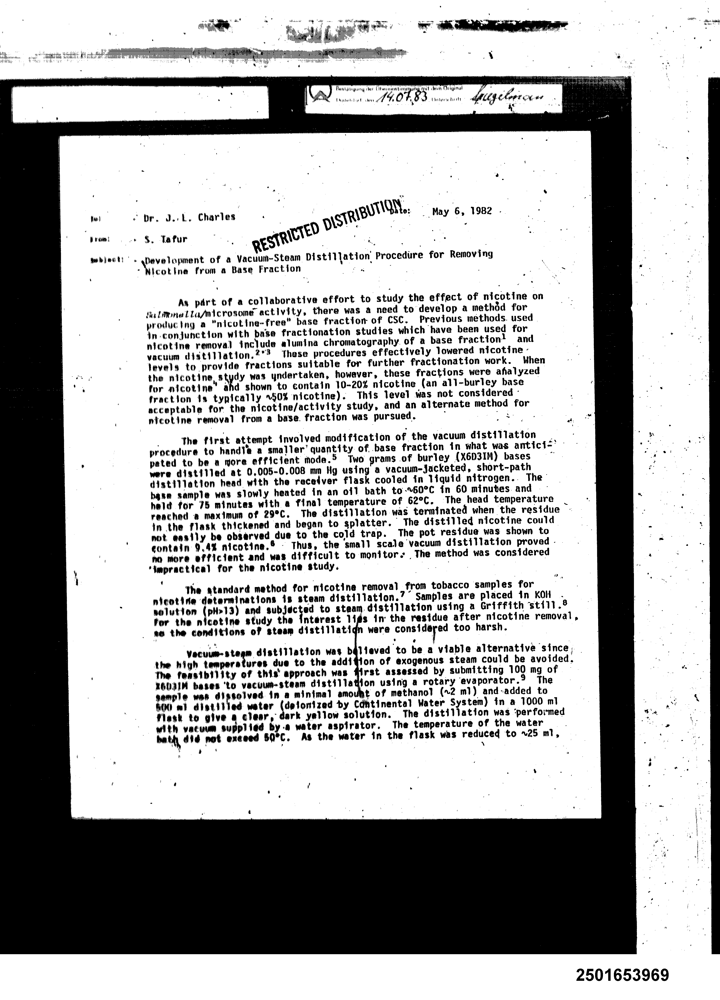 14.07.83
To: Dr. J. L. Charles
Date: May 6, 1982
From: S. Tafur
RESTRICTED DISTRIBUTION
Subject: Development of a Vacuum-Steam Distillation Procedure for Removing
Nicotine from a Base Fraction
As part of a collaborative effort to study the effect of nicotine on
Salmonella/microsome activity, there was a need to develop a method for
producing a "nicotine-free" base fraction of CSC. Previous methods used
in conjunction with base fractionation studies which have been used for
nicotine removal include alumina chromatography of a base fraction1 and
vacuum distillation.2,3 These procedures effectively lowered nicotine
levels to provide fractions suitable for further fractionation work. When
the nicotine study was undertaken, however, these fractions were analyzed
for nicotine4 and shown to contain 10-20% nicotine (an all-burley base
fraction is typically ~50% nicotine). This level was not considered
acceptable for the nicotine/activity study, and an alternate method for
nicotine removal from a base fraction was pursued.
The first attempt involved modification of the vacuum distillation
procedure to handle a smaller quantity of base fraction in what was antici-
pated to be a more efficient mode.5 Two grams of burley (X6D3IM) bases
were distilled at 0.005-0.008 mm Hg using a vacuum-jacketed, short-path
distillation head with the receiver flask cooled in liquid nitrogen. The
base sample was slowly heated in an oil bath to ~60°C in 60 minutes and
held for 75 minutes with a final temperature of 62°C. The head temperature
reached a maximum of 29°C. The distillation was terminated when the residue
in the flask thickened and began to splatter. The distilled nicotine could
not easily be observed due to the cold trap. The pot residue was shown to
contain 9.4% nicotine.6 Thus, the small scale vacuum distillation proved
no more efficient and was difficult to monitor. The method was considered
impractical for the nicotine study.
The standard method for nicotine removal from tobacco samples for
nicotine determinations is steam distillation.7 Samples are placed in KOH
solution (pH>13) and subjected to steam distillation using a Griffith still.8
For the nicotine study the interest lies in the residue after nicotine removal,
so the conditions of steam distillation were considered too harsh.
Vacuum-steam distillation was believed to be a viable alternative since
the high temperatures due to the addition of exogenous steam could be avoided.
The feasibility of this approach was first assessed by submitting 100 mg of
X6D3IM bases to vacuum-steam distillation using a rotary evaporator.9 The
sample was dissolved in a minimal amount of methanol (~2 ml) and added to
500 ml distilled water (deionized by Continental Water System) in a 1000 ml
flask to give a clear, dark yellow solution. The distillation was performed
with vacuum supplied by a water aspirator. The temperature of the water
bath did not exceed 50°C. As the water in the flask was reduced to ~25 ml,
2501653969